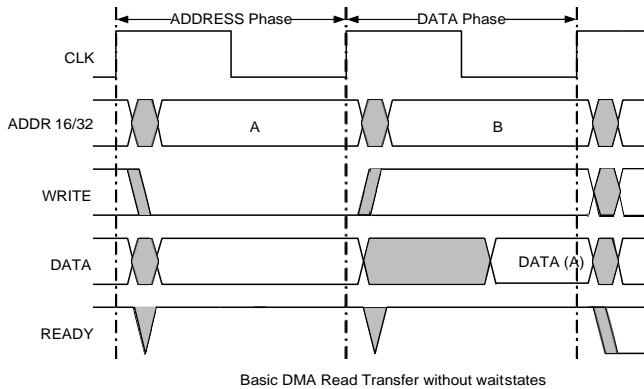 ADDRESS Phase DATA Phase
CLK
ADDR 16/32 A B
WRITE
DATA DATA (A)
READY
Basic DMA Read Transfer without waitstates